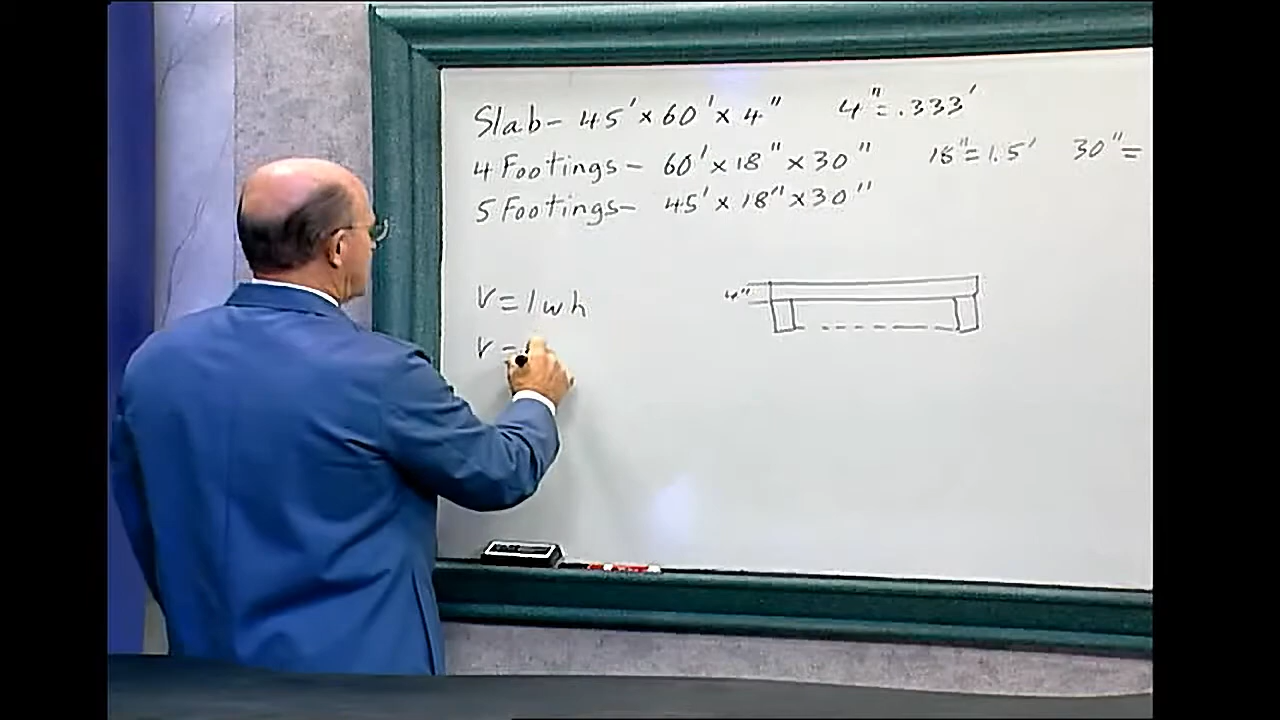 Slab- 45' x 60' x 4" 4" = .333'
4 Footings - 60' x 18" x 30" 18" = 1.5' 30" =
5 Footings- 45' x 18" x 30"
V = lwh
4"
V =